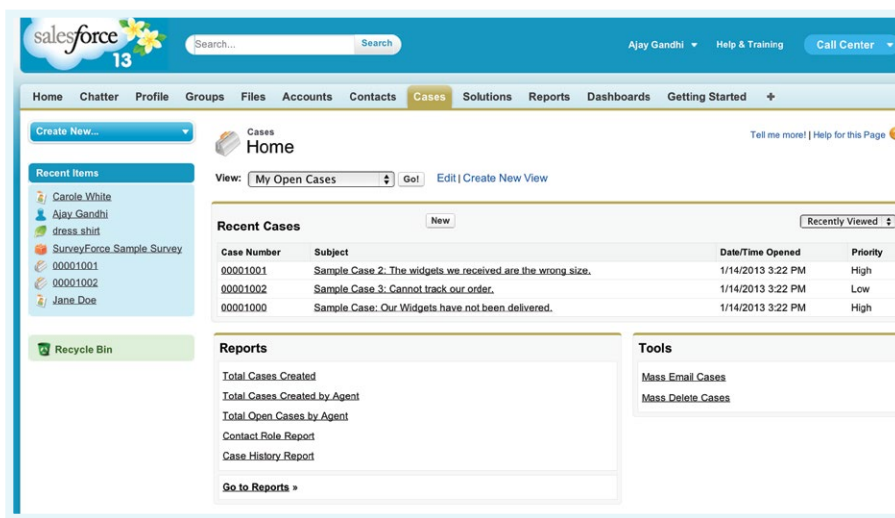 salesforce
13
Search...
Search
Ajay Gandhi
Help & Training
Call Center
Home Chatter Profile Groups Files Accounts Contacts Cases Solutions Reports Dashboards Getting Started +
Create New...
Recent Items
Carole White
Ajay Gandhi
dress shirt
SurveyForce Sample Survey
00001001
00001002
Jane Doe
Recycle Bin
Cases
Home
Tell me more! | Help for this Page
View: My Open Cases Go! Edit | Create New View
Recent Cases New Recently Viewed
Case Number Subject Date/Time Opened Priority
00001001 Sample Case 2: The widgets we received are the wrong size. 1/14/2013 3:22 PM High
00001002 Sample Case 3: Cannot track our order. 1/14/2013 3:22 PM Low
00001000 Sample Case: Our Widgets have not been delivered. 1/14/2013 3:22 PM High
Reports
Total Cases Created
Total Cases Created by Agent
Total Open Cases by Agent
Contact Role Report
Case History Report
Go to Reports »
Tools
Mass Email Cases
Mass Delete Cases